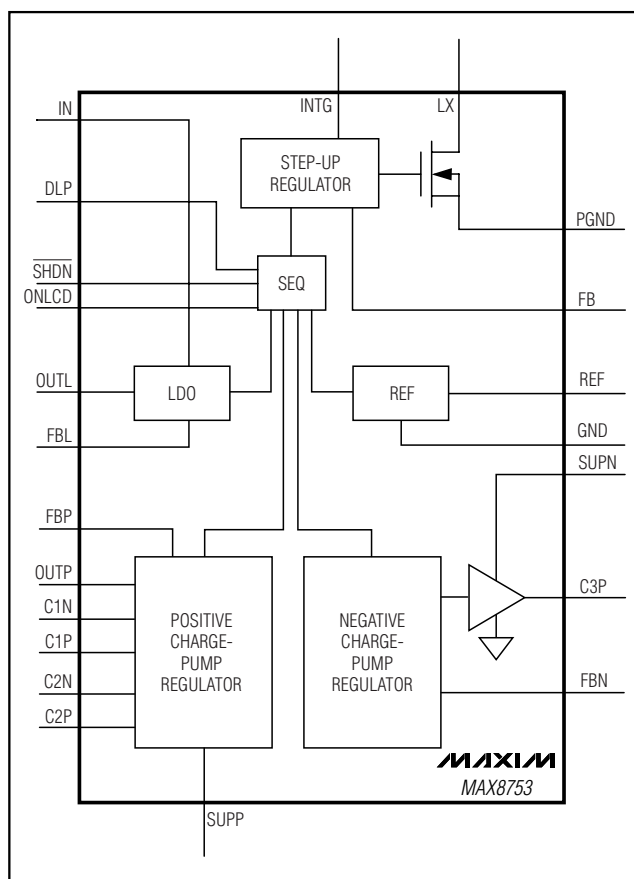 INTG
LX
IN
STEP-UP
REGULATOR
DLP
PGND
SHDN
SEQ
ONLCD
FB
OUTL
LDO
REF
REF
FBL
GND
SUPN
FBP
OUTP
C1N
C1P
C2N
C2P
POSITIVE
CHARGE-
PUMP
REGULATOR
NEGATIVE
CHARGE-
PUMP
REGULATOR
C3P
FBN
MAXIM
MAX8753
SUPP